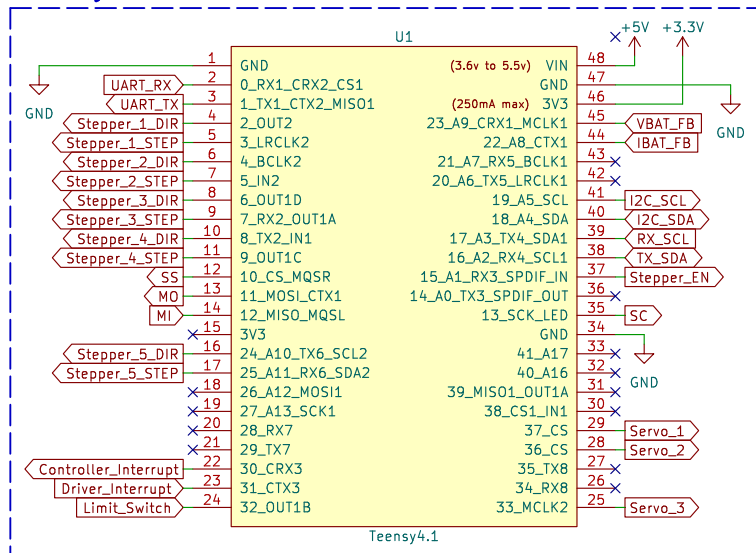 +5V
+3.3V
U1
1 GND (3.6v to 5.5v) VIN 48
UART_RX 2 0_RX1_CRX2_CS1 GND 47
UART_TX 3 1_TX1_CTX2_MISO1 (250mA max) 3V3 46
GND
Stepper_1_DIR 4 2_OUT2 23_A9_CRX1_MCLK1 45 VBAT_FB
GND
Stepper_1_STEP 5 3_LRCLK2 22_A8_CTX1 44 IBAT_FB
Stepper_2_DIR 6 4_BCLK2 21_A7_RX5_BCLK1 43
Stepper_2_STEP 7 5_IN2 20_A6_TX5_LRCLK1 42
Stepper_3_DIR 8 6_OUT1D 19_A5_SCL 41 I2C_SCL
Stepper_3_STEP 9 7_RX2_OUT1A 18_A4_SDA 40 I2C_SDA
Stepper_4_DIR 10 8_TX2_IN1 17_A3_TX4_SDA1 39 RX_SCL
Stepper_4_STEP 11 9_OUT1C 16_A2_RX4_SCL1 38 TX_SDA
SS 12 10_CS_MQSR 15_A1_RX3_SPDIF_IN 37 Stepper_EN
MO 13 11_MOSI_CTX1 14_A0_TX3_SPDIF_OUT 36
MI 14 12_MISO_MQSL 13_SCK_LED 35 SC
15 3V3 GND 34
Stepper_5_DIR 16 24_A10_TX6_SCL2 41_A17 33
Stepper_5_STEP 17 25_A11_RX6_SDA2 40_A16 32
GND
18 26_A12_MOSI1 39_MISO1_OUT1A 31
19 27_A13_SCK1 38_CS1_IN1 30
20 28_RX7 37_CS 29 Servo_1
21 29_TX7 36_CS 28 Servo_2
Controller_Interrupt 22 30_CRX3 35_TX8 27
Driver_Interrupt 23 31_CTX3 34_RX8 26
Limit_Switch 24 32_OUT1B 33_MCLK2 25 Servo_3
Teensy4.1